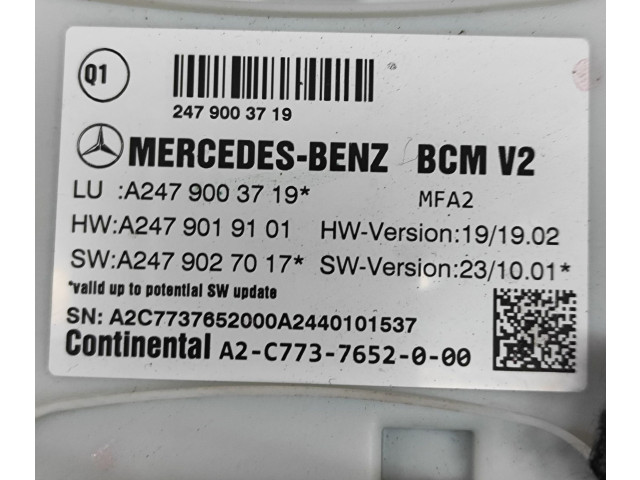 Q1
247 900 37 19
MERCEDES-BENZ BCM V2
LU :A247 900 37 19* MFA2
HW:A247 901 91 01 HW-Version:19/19.02
SW:A247 902 70 17* SW-Version:23/10.01*
*valid up to potential SW update
SN: A2C7737652000A2440101537
Continental A2-C773-7652-0-00